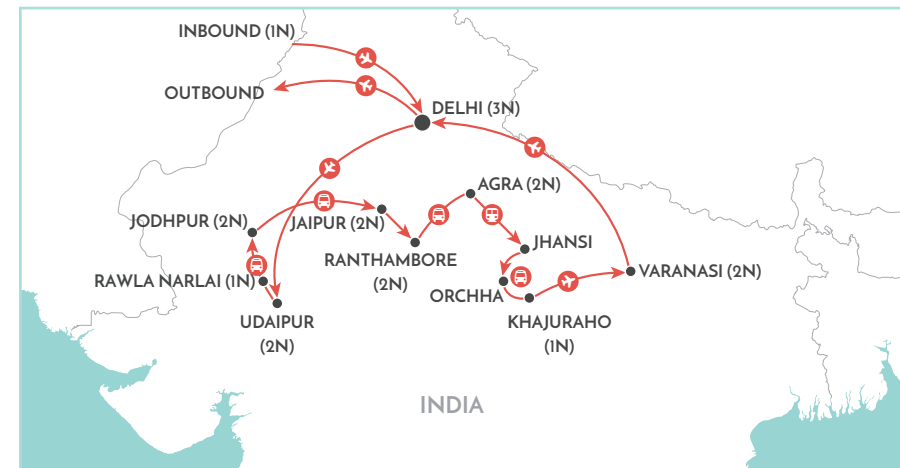 INBOUND (1N)
OUTBOUND
DELHI (3N)
AGRA (2N)
JODHPUR (2N)
JAIPUR (2N)
JHANSI
RANTHAMBORE
(2N)
VARANASI (2N)
RAWLA NARLAI (1N)
ORCHHA
UDAIPUR
(2N)
KHAJURAHO
(1N)
INDIA